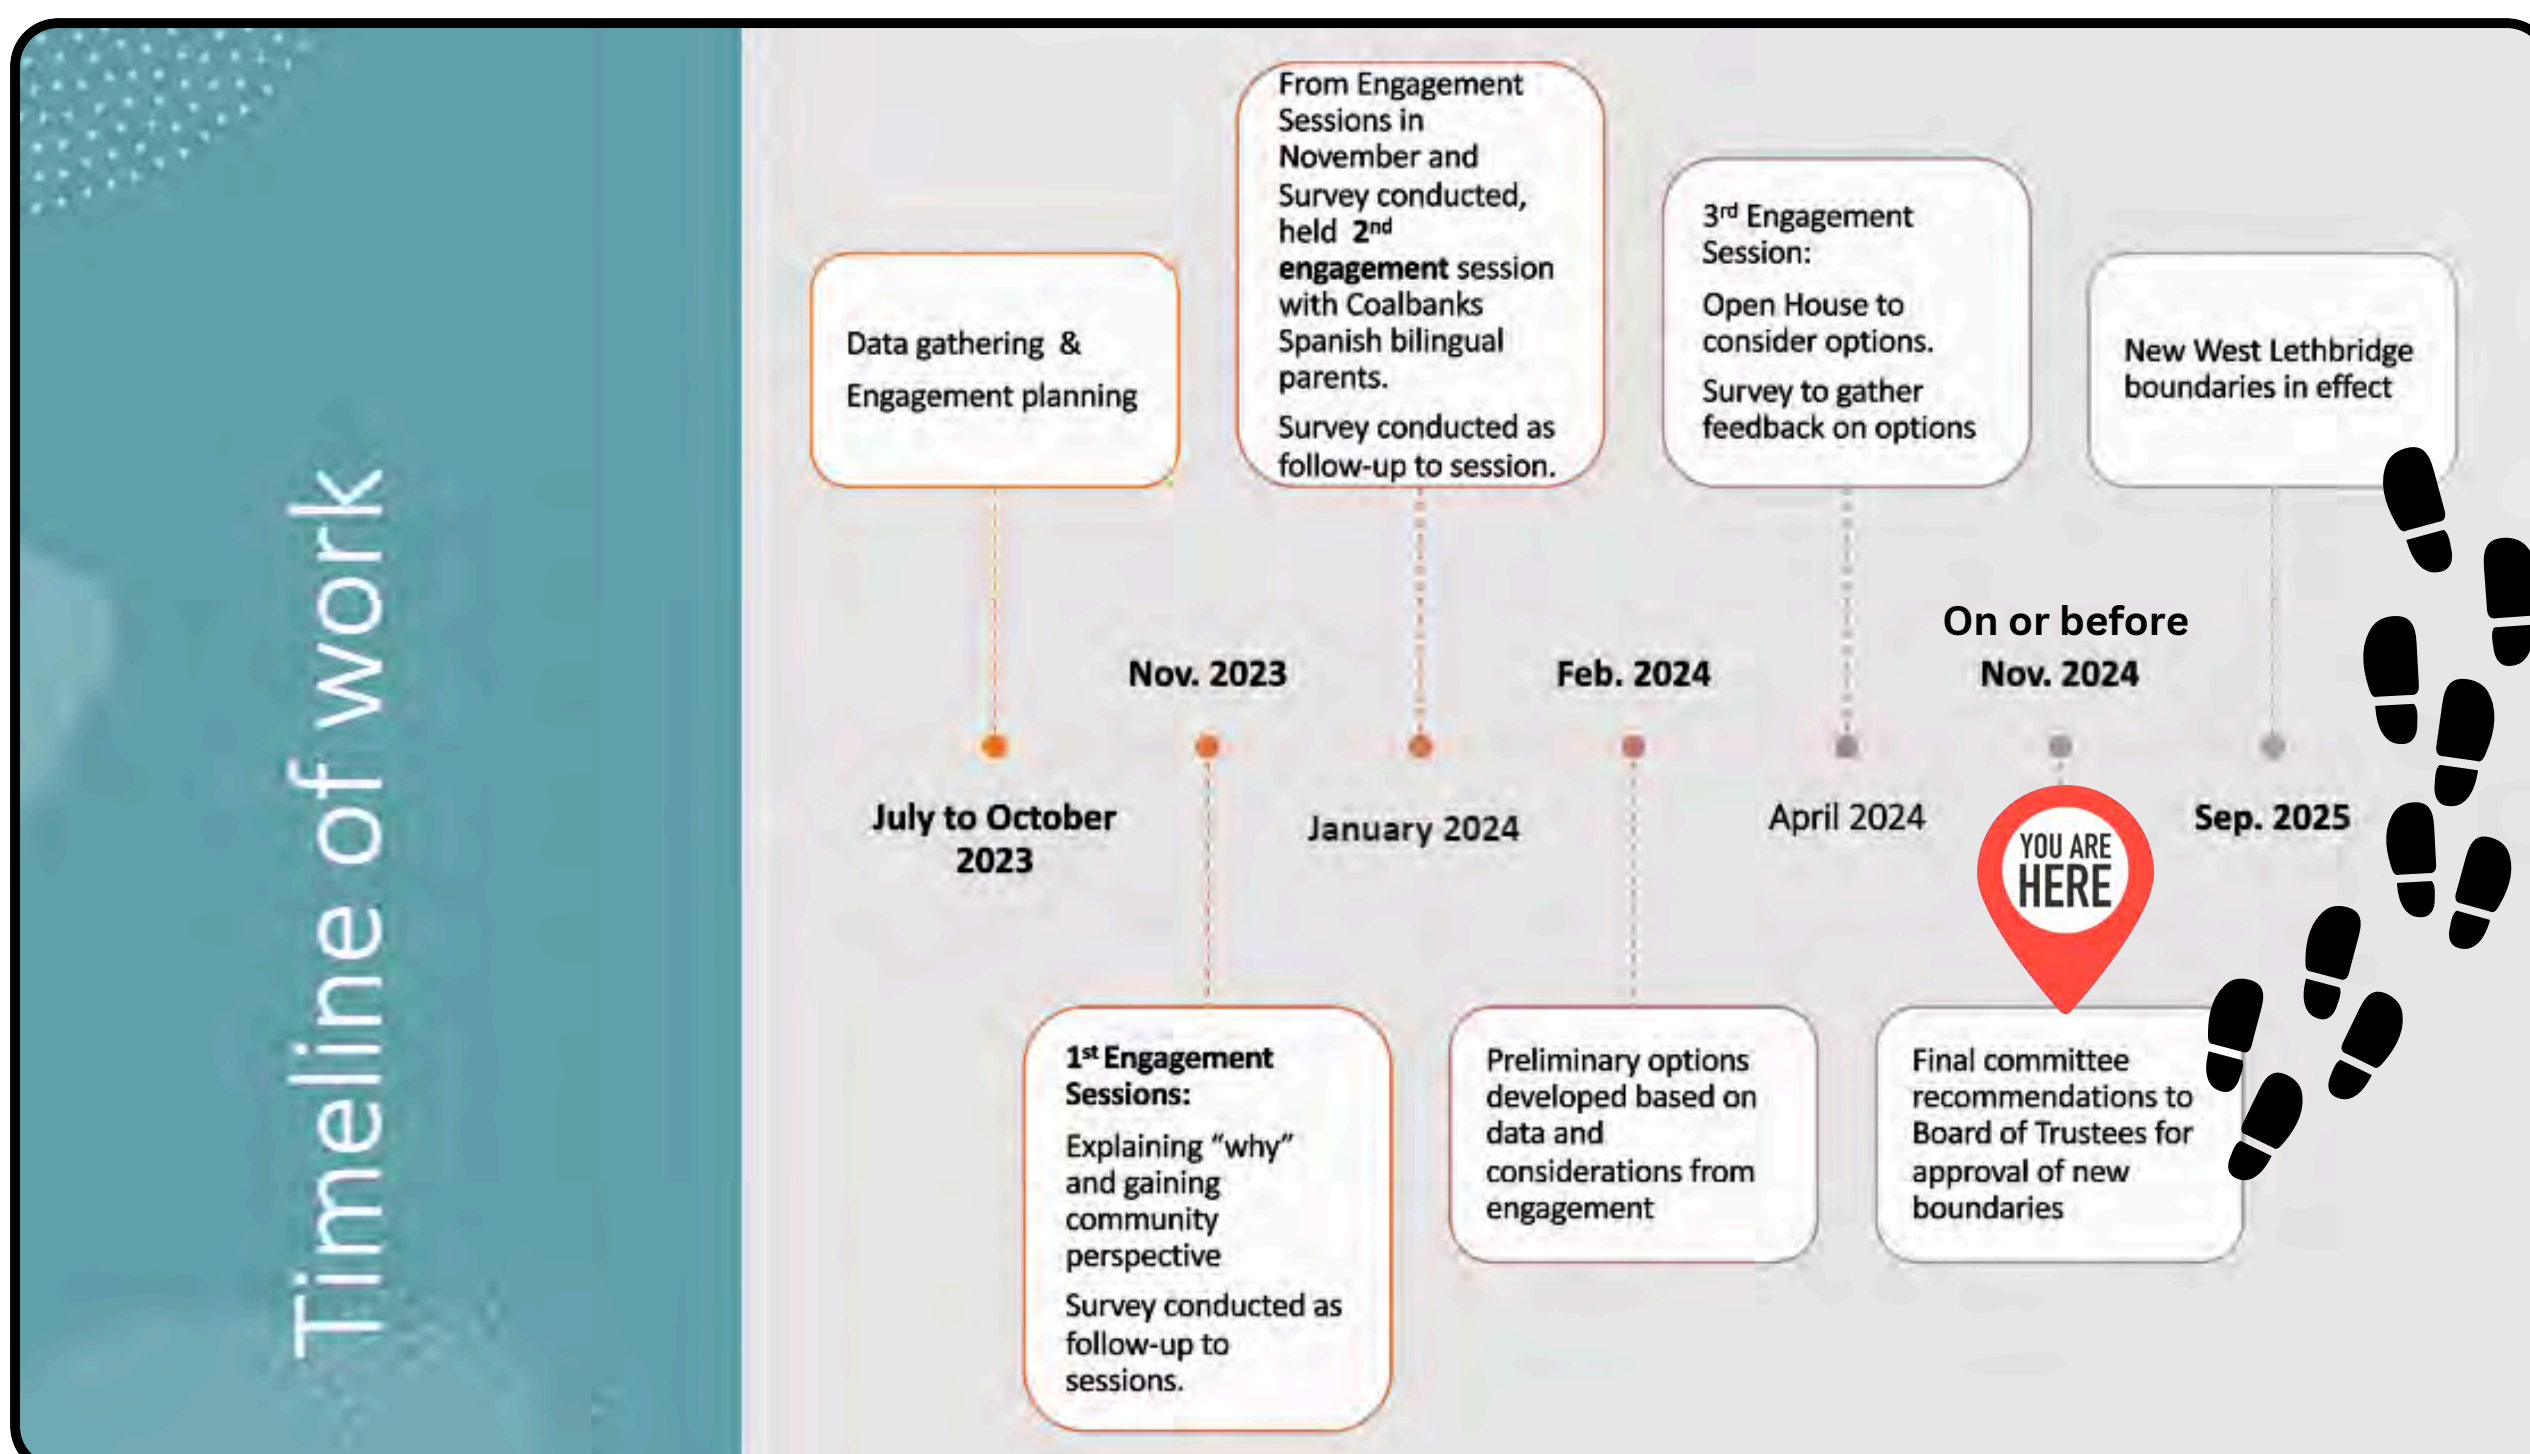 Timeline of work
Data gathering &
Engagement planning
July to October
2023
Nov. 2023
1st Engagement
Sessions:
Explaining “why”
and gaining
community
perspective
Survey conducted as
follow-up to
sessions.
From Engagement
Sessions in
November and
Survey conducted,
held 2nd
engagement session
with Coalbanks
Spanish bilingual
parents.
Survey conducted as
follow-up to session.
January 2024
Feb. 2024
Preliminary options
developed based on
data and
considerations from
engagement
3rd Engagement
Session:
Open House to
consider options.
Survey to gather
feedback on options
April 2024
On or before
Nov. 2024
YOU ARE
HERE
Final committee
recommendations to
Board of Trustees for
approval of new
boundaries
New West Lethbridge
boundaries in effect
Sep. 2025